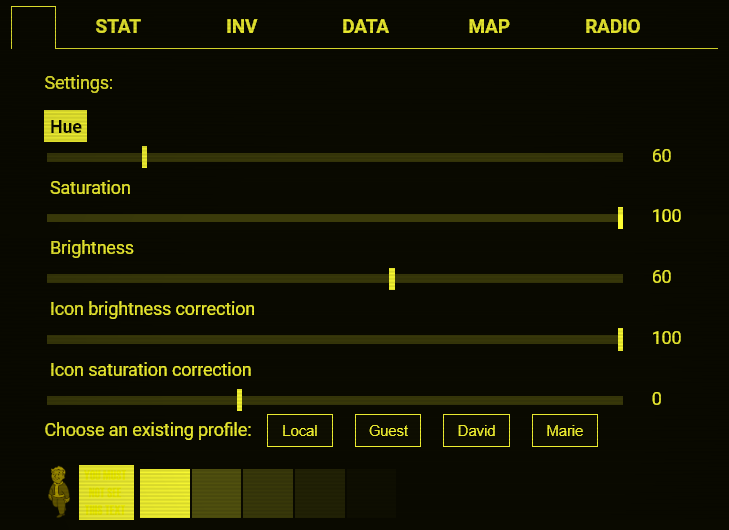 STAT INV DATA MAP RADIO
Settings:
Hue
60
Saturation
100
Brightness
60
Icon brightness correction
100
Icon saturation correction
0
Choose an existing profile: Local Guest David Marie